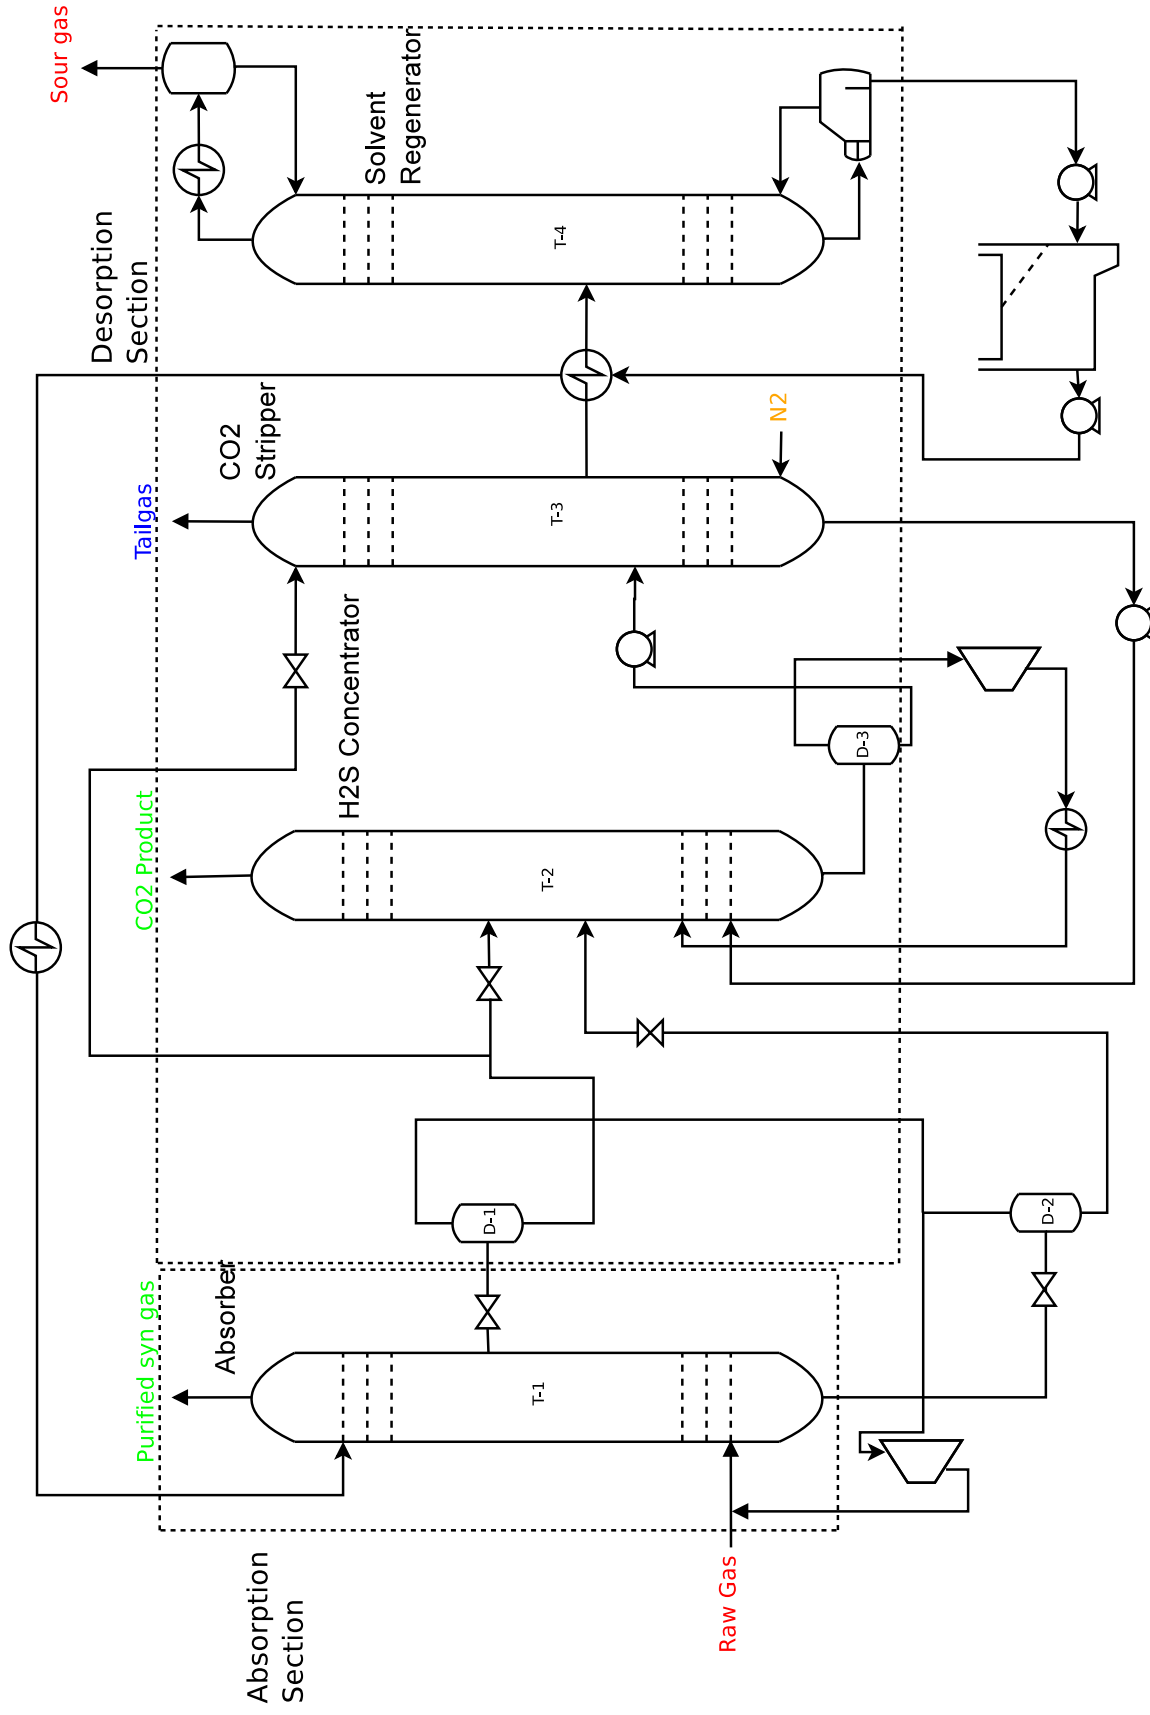 Absorption
Section
Raw Gas
Purified syn gas
Absorber
T-1
D-1
D-2
CO2 Product
T-2
H2S Concentrator
D-3
Tailgas
CO2
Stripper
T-3
N2
Desorption
Section
Solvent
Regenerator
T-4
Sour gas